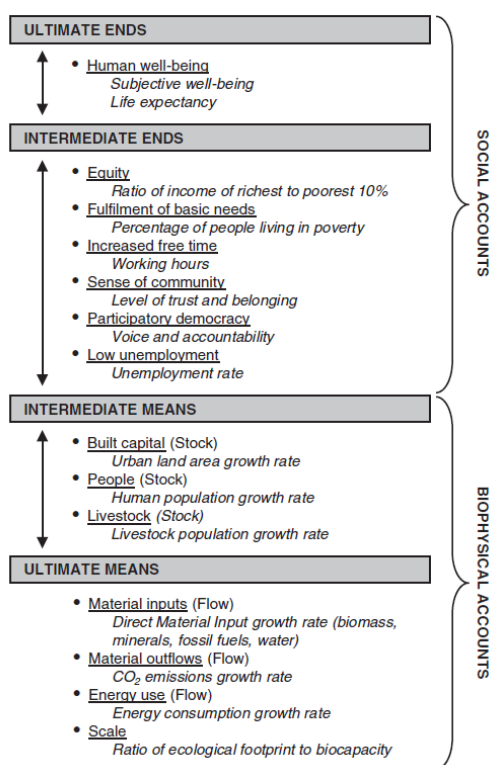 ULTIMATE ENDS
• Human well-being
Subjective well-being
Life expectancy
INTERMEDIATE ENDS
• Equity
Ratio of income of richest to poorest 10%
• Fulfilment of basic needs
Percentage of people living in poverty
• Increased free time
Working hours
• Sense of community
Level of trust and belonging
• Participatory democracy
Voice and accountability
• Low unemployment
Unemployment rate
SOCIAL ACCOUNTS
INTERMEDIATE MEANS
• Built capital (Stock)
Urban land area growth rate
• People (Stock)
Human population growth rate
• Livestock (Stock)
Livestock population growth rate
ULTIMATE MEANS
• Material inputs (Flow)
Direct Material Input growth rate (biomass,
minerals, fossil fuels, water)
• Material outflows (Flow)
CO₂ emissions growth rate
• Energy use (Flow)
Energy consumption growth rate
• Scale
Ratio of ecological footprint to biocapacity
BIOPHYSICAL ACCOUNTS